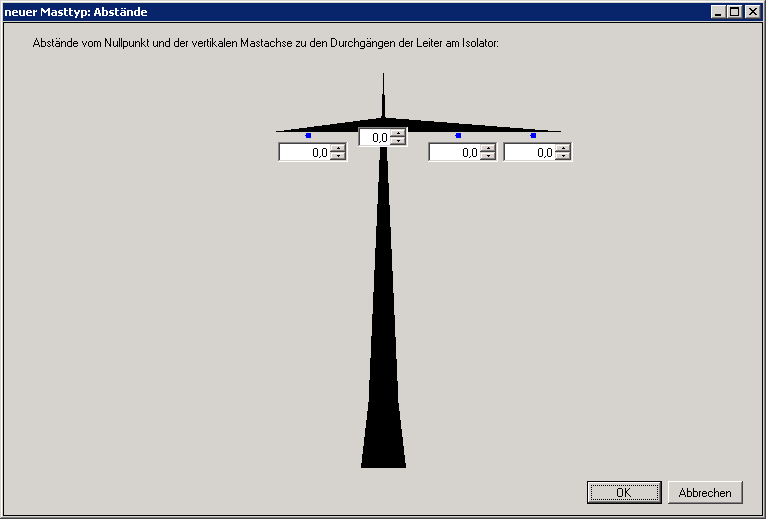 neuer Masttyp: Abstände
Abstände vom Nullpunkt und der vertikalen Mastachse zu den Durchgängen der Leiter am Isolator:
0,0
0,0 0,0 0,0
OK Abbrechen